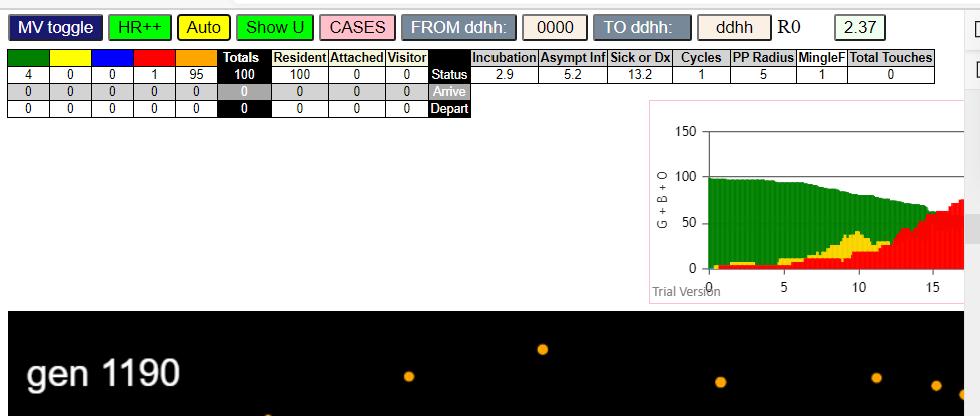 MV toggle HR++ Auto Show U CASES FROM ddhh: 0000 TO ddhh: ddhh R0 2.37
Totals Resident Attached Visitor Incubation Asympt Inf Sick or Dx Cycles PP Radius MingleF Total Touches
4 0 0 1 95 100 100 0 0 Status 2.9 5.2 13.2 1 5 1 0
0 0 0 0 0 0 0 0 0 Arrive
0 0 0 0 0 0 0 0 0 Depart
150
100
50
0
G + B + O
0 5 10 15
Trial Version
gen 1190